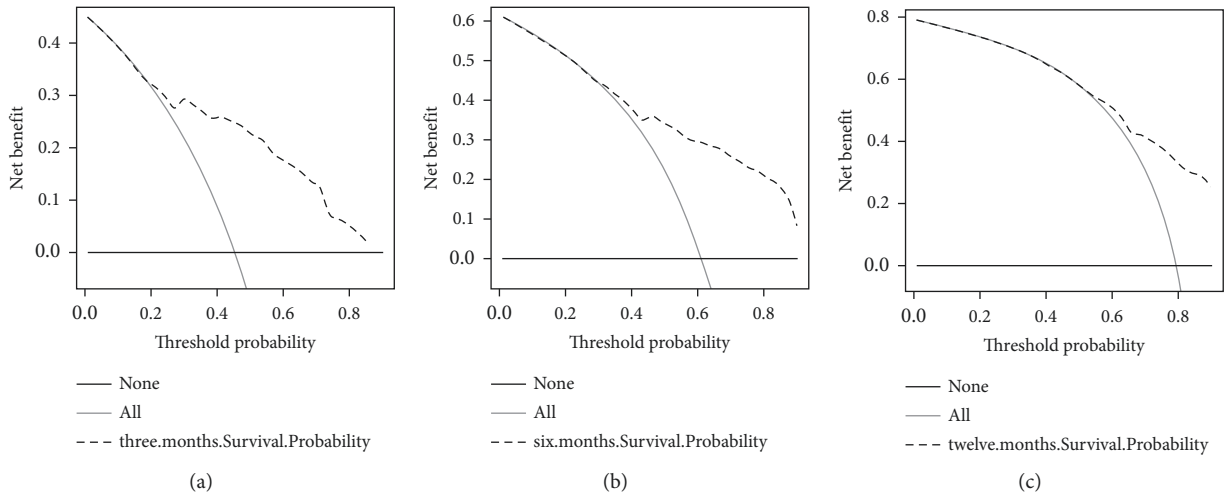 0.4
0.3
0.2
0.1
0.0
Net benefit
0.0 0.2 0.4 0.6 0.8
Threshold probability
None
All
three.months.Survival.Probability
(a)
0.6
0.5
0.4
0.3
0.2
0.1
0.0
Net benefit
0.0 0.2 0.4 0.6 0.8
Threshold probability
None
All
six.months.Survival.Probability
(b)
0.8
0.6
0.4
0.2
0.0
Net benefit
0.0 0.2 0.4 0.6 0.8
Threshold probability
None
All
twelve.months.Survival.Probability
(c)